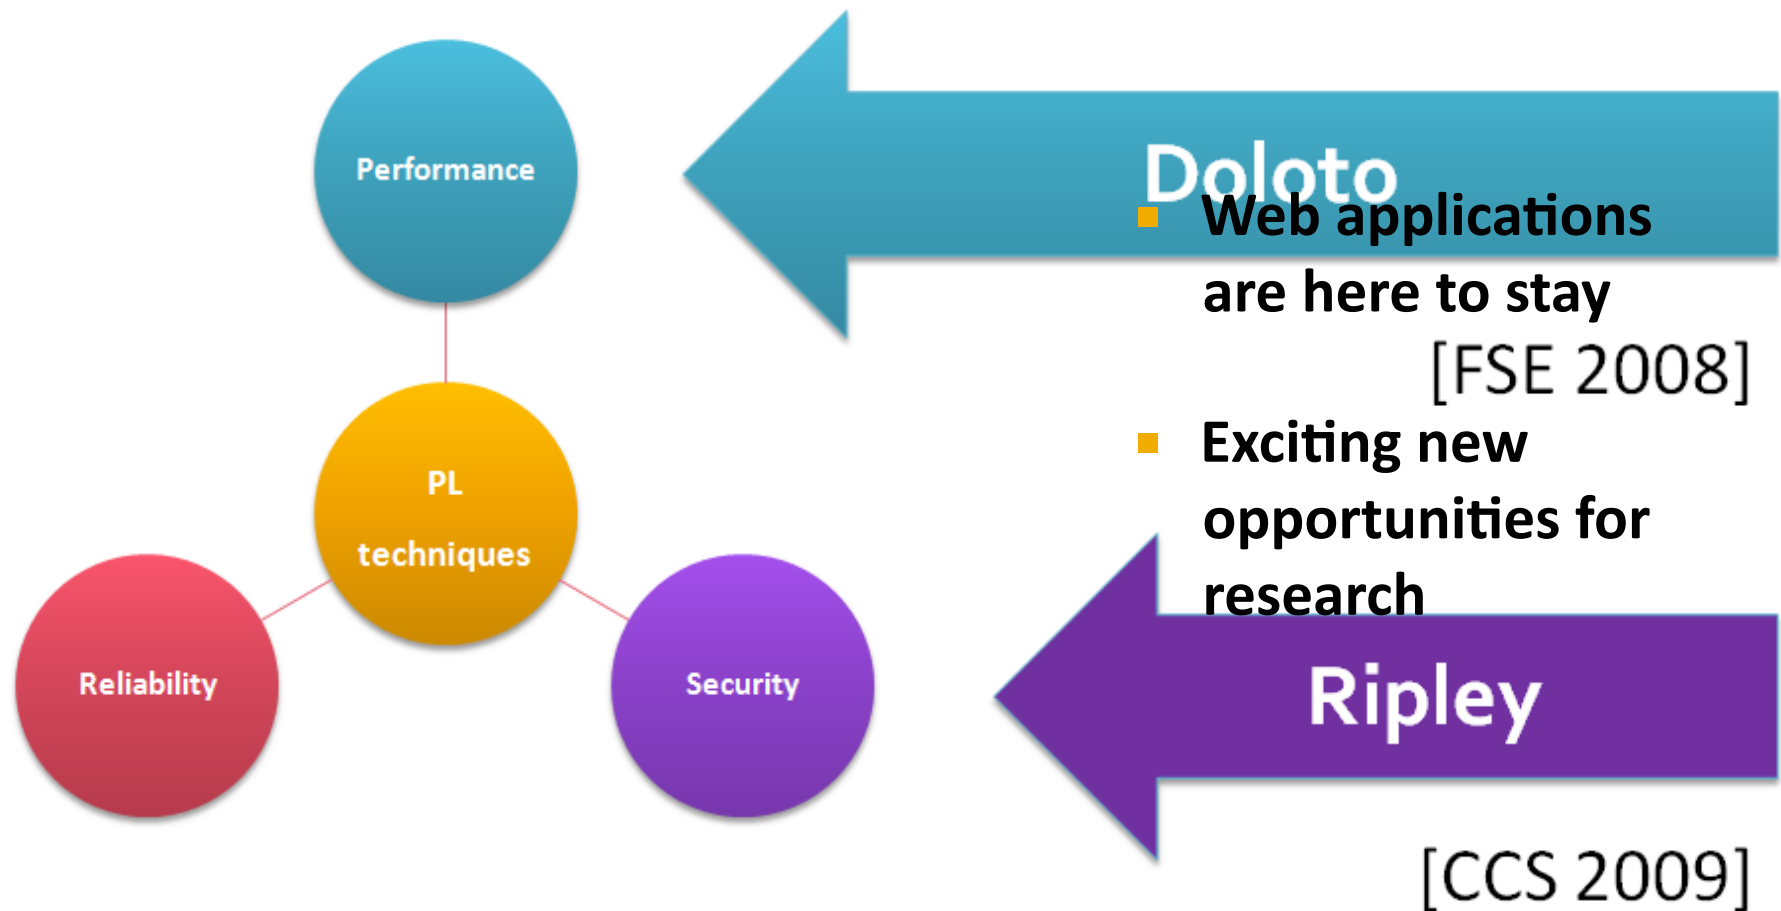 Performance
PL
techniques
Reliability
Security
Doloto
Web applications
are here to stay
[FSE 2008]
Exciting new
opportunities for
research
Ripley
[CCS 2009]